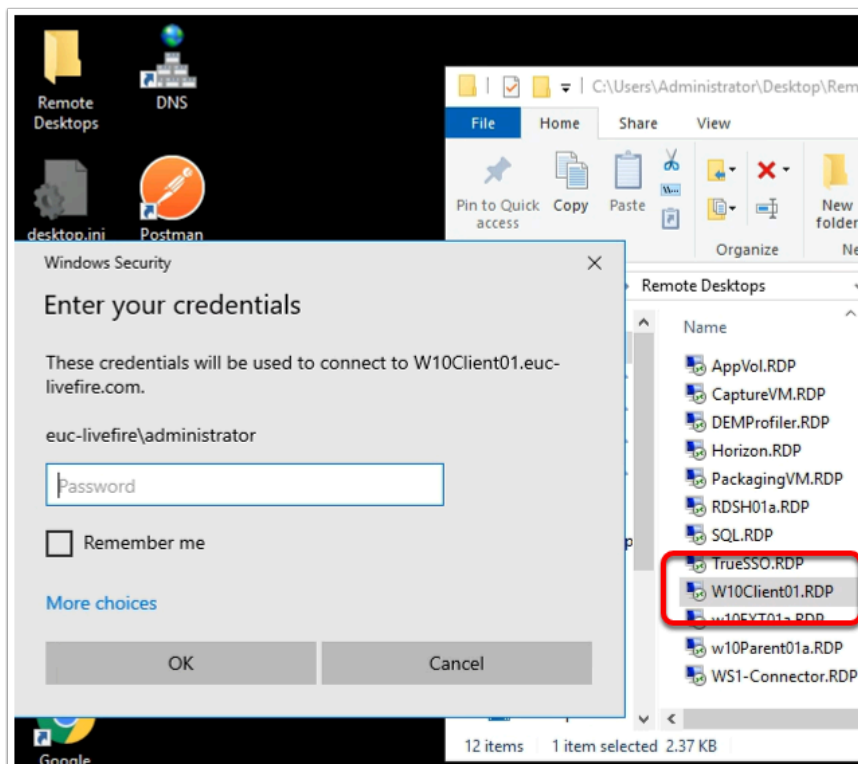 Remote
Desktops
DNS
desktop.ini
Postman
C:\Users\Administrator\Desktop\Rem
File
Home
Share
View
Pin to Quick
access
Copy
Paste
New
folder
Organize
Ne
Windows Security
Enter your credentials
These credentials will be used to connect to W10Client01.euc-
livefire.com.
euc-livefire\administrator
Password
Remember me
More choices
OK
Cancel
Remote Desktops
Name
AppVol.RDP
CaptureVM.RDP
DEMProfiler.RDP
Horizon.RDP
PackagingVM.RDP
RDSH01a.RDP
SQL.RDP
TrueSSO.RDP
W10Client01.RDP
w10EXT01a.RDP
w10Parent01a.RDP
WS1-Connector.RDP
12 items
1 item selected 2.37 KB
Google